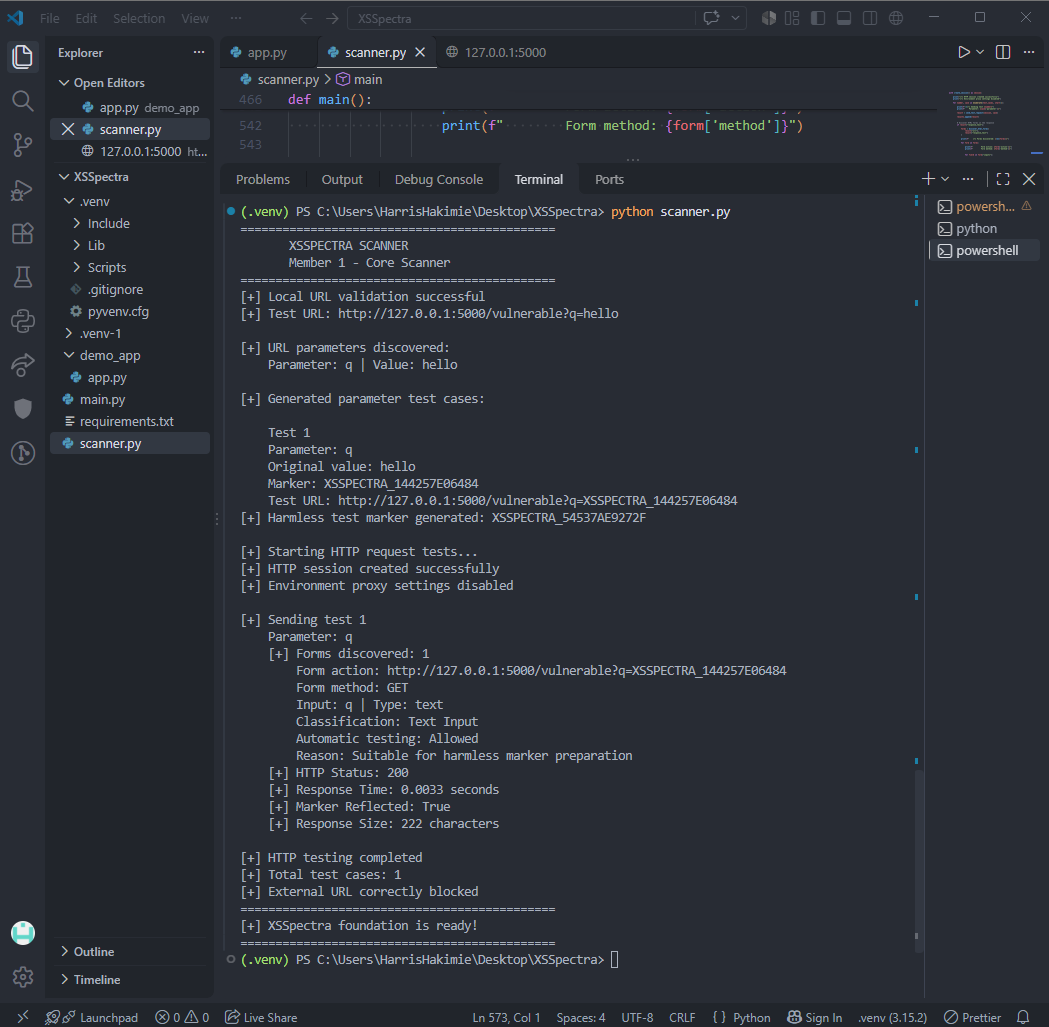 File Edit Selection View ··· XSSpectra
Explorer ···
Open Editors
app.py demo_app
scanner.py
127.0.0.1:5000 ht...
XSSpectra
.venv
Include
Lib
Scripts
.gitignore
pyvenv.cfg
.venv-1
demo_app
app.py
main.py
requirements.txt
scanner.py
Outline
Timeline
app.py scanner.py 127.0.0.1:5000
scanner.py > main
466 def main():
542 print(f" Form method: {form['method']}")
543
Problems Output Debug Console Terminal Ports
powersh...
python
powershell
(.venv) PS C:\Users\HarrisHakimie\Desktop\XSSpectra> python scanner.py
=============================================
XSSPECTRA SCANNER
Member 1 - Core Scanner
=============================================
[+] Local URL validation successful
[+] Test URL: http://127.0.0.1:5000/vulnerable?q=hello
[+] URL parameters discovered:
Parameter: q | Value: hello
[+] Generated parameter test cases:
Test 1
Parameter: q
Original value: hello
Marker: XSSPECTRA_144257E06484
Test URL: http://127.0.0.1:5000/vulnerable?q=XSSPECTRA_144257E06484
[+] Harmless test marker generated: XSSPECTRA_54537AE9272F
[+] Starting HTTP request tests...
[+] HTTP session created successfully
[+] Environment proxy settings disabled
[+] Sending test 1
Parameter: q
[+] Forms discovered: 1
Form action: http://127.0.0.1:5000/vulnerable?q=XSSPECTRA_144257E06484
Form method: GET
Input: q | Type: text
Classification: Text Input
Automatic testing: Allowed
Reason: Suitable for harmless marker preparation
[+] HTTP Status: 200
[+] Response Time: 0.0033 seconds
[+] Marker Reflected: True
[+] Response Size: 222 characters
[+] HTTP testing completed
[+] Total test cases: 1
[+] External URL correctly blocked
=============================================
[+] XSSpectra foundation is ready!
=============================================
(.venv) PS C:\Users\HarrisHakimie\Desktop\XSSpectra>
Launchpad 0 0 Live Share Ln 573, Col 1 Spaces: 4 UTF-8 CRLF { } Python Sign In .venv (3.15.2) Prettier